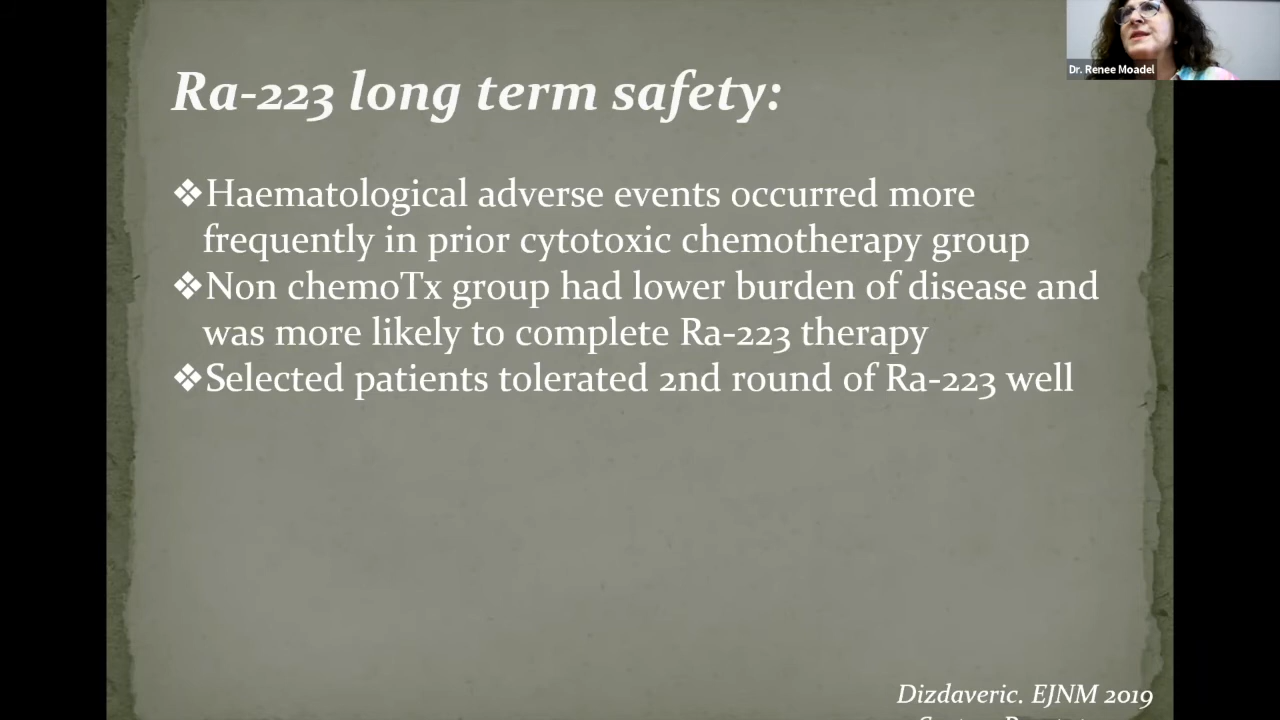 Dr. Renee Moadel
Ra-223 long term safety:
❖Haematological adverse events occurred more
frequently in prior cytotoxic chemotherapy group
❖Non chemoTx group had lower burden of disease and
was more likely to complete Ra-223 therapy
❖Selected patients tolerated 2nd round of Ra-223 well
Dizdaveric. EJNM 2019